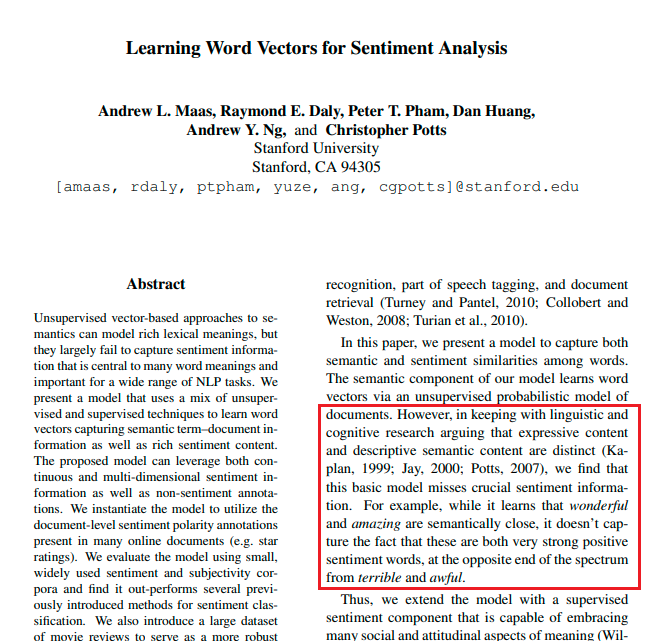 Learning Word Vectors for Sentiment Analysis
Andrew L. Maas, Raymond E. Daly, Peter T. Pham, Dan Huang,
Andrew Y. Ng, and Christopher Potts
Stanford University
Stanford, CA 94305
[amaas, rdaly, ptpham, yuze, ang, cgpotts]@stanford.edu
Abstract
Unsupervised vector-based approaches to se-
mantics can model rich lexical meanings, but
they largely fail to capture sentiment informa-
tion that is central to many word meanings and
important for a wide range of NLP tasks. We
present a model that uses a mix of unsuper-
vised and supervised techniques to learn word
vectors capturing semantic term–document in-
formation as well as rich sentiment content.
The proposed model can leverage both con-
tinuous and multi-dimensional sentiment in-
formation as well as non-sentiment annota-
tions. We instantiate the model to utilize the
document-level sentiment polarity annotations
present in many online documents (e.g. star
ratings). We evaluate the model using small,
widely used sentiment and subjectivity cor-
pora and find it out-performs several previ-
ously introduced methods for sentiment clas-
sification. We also introduce a large dataset
of movie reviews to serve as a more robust
recognition, part of speech tagging, and document
retrieval (Turney and Pantel, 2010; Collobert and
Weston, 2008; Turian et al., 2010).
In this paper, we present a model to capture both
semantic and sentiment similarities among words.
The semantic component of our model learns word
vectors via an unsupervised probabilistic model of
documents. However, in keeping with linguistic and
cognitive research arguing that expressive content
and descriptive semantic content are distinct (Ka-
plan, 1999; Jay, 2000; Potts, 2007), we find that
this basic model misses crucial sentiment informa-
tion. For example, while it learns that wonderful
and amazing are semantically close, it doesn't cap-
ture the fact that these are both very strong positive
sentiment words, at the opposite end of the spectrum
from terrible and awful.
Thus, we extend the model with a supervised
sentiment component that is capable of embracing
many social and attitudinal aspects of meaning (Wil-